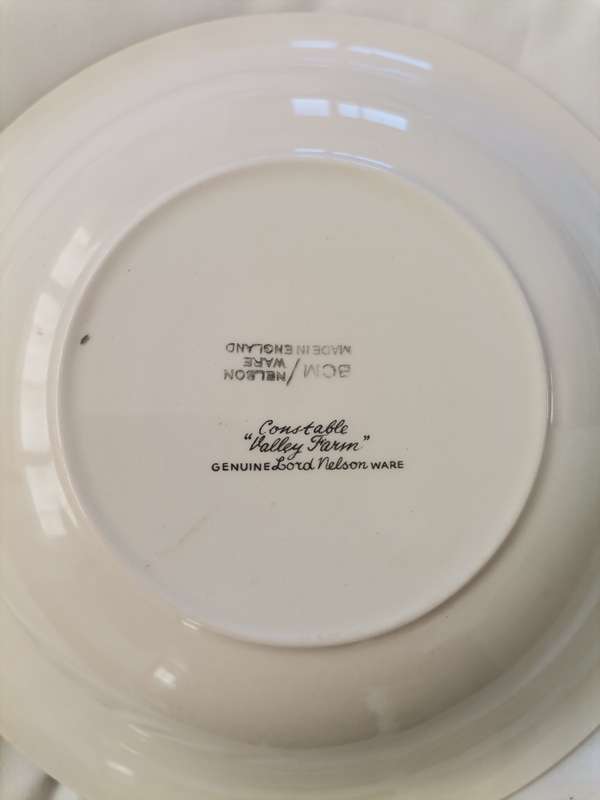 BCM/NELSON
WARE
MADE IN ENGLAND
Constable
"Valley Farm"
GENUINE Lord Nelson WARE